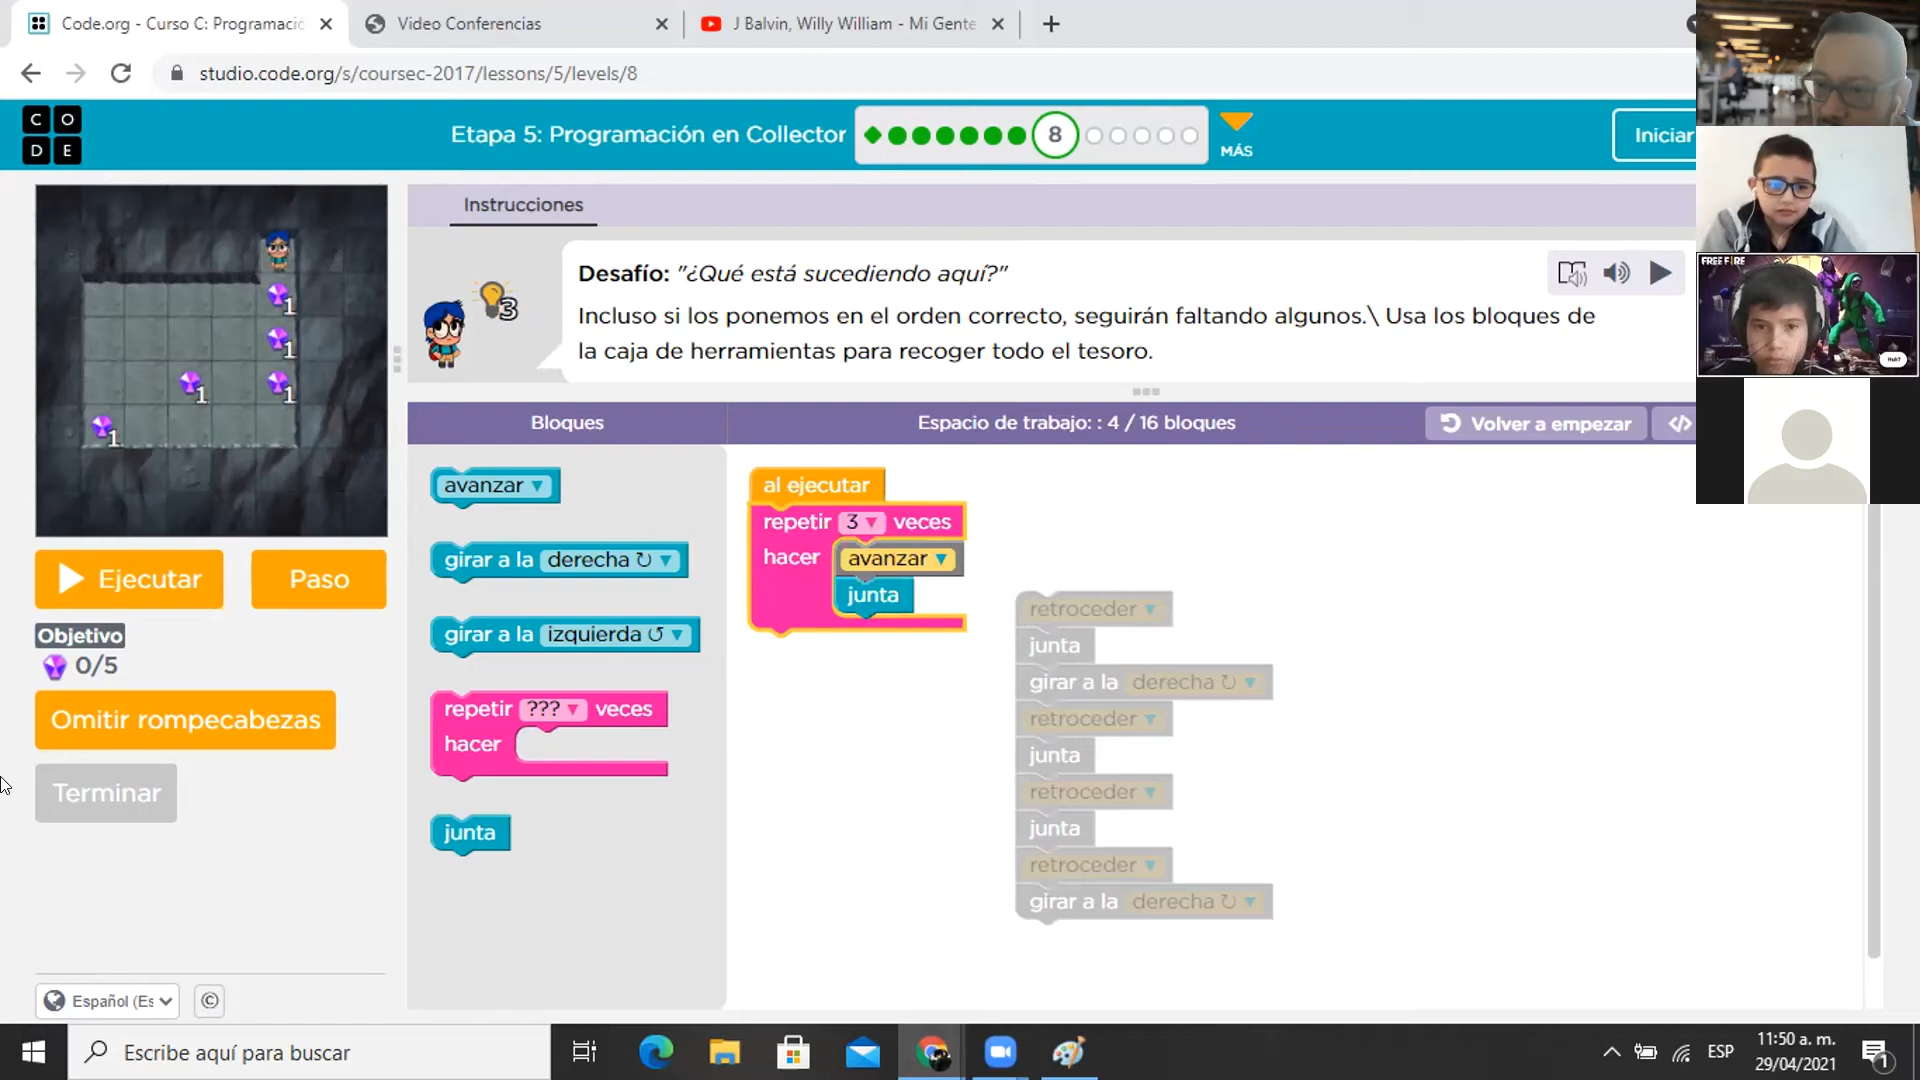 Code.org - Curso C: Programació
Video Conferencias
J Balvin, Willy William - Mi Gente
studio.code.org/s/coursec-2017/lessons/5/levels/8
C O
D E
Etapa 5: Programación en Collector
8
MÁS
Iniciar
Instrucciones
3
Desafío: "¿Qué está sucediendo aquí?"
Incluso si los ponemos en el orden correcto, seguirán faltando algunos.\ Usa los bloques de
la caja de herramientas para recoger todo el tesoro.
1
1
1
1
1
Bloques
Espacio de trabajo: : 4 / 16 bloques
Volver a empezar
</>
avanzar
girar a la derecha ↻
girar a la izquierda ↺
repetir ??? veces
hacer
junta
al ejecutar
repetir 3 veces
hacer avanzar
junta
retroceder
junta
girar a la derecha ↻
retroceder
junta
retroceder
junta
retroceder
girar a la derecha ↻
Ejecutar
Paso
Objetivo
0/5
Omitir rompecabezas
Terminar
Español (Es
©
FREE FIRE
Escribe aquí para buscar
ESP
11:50 a. m.
29/04/2021
1